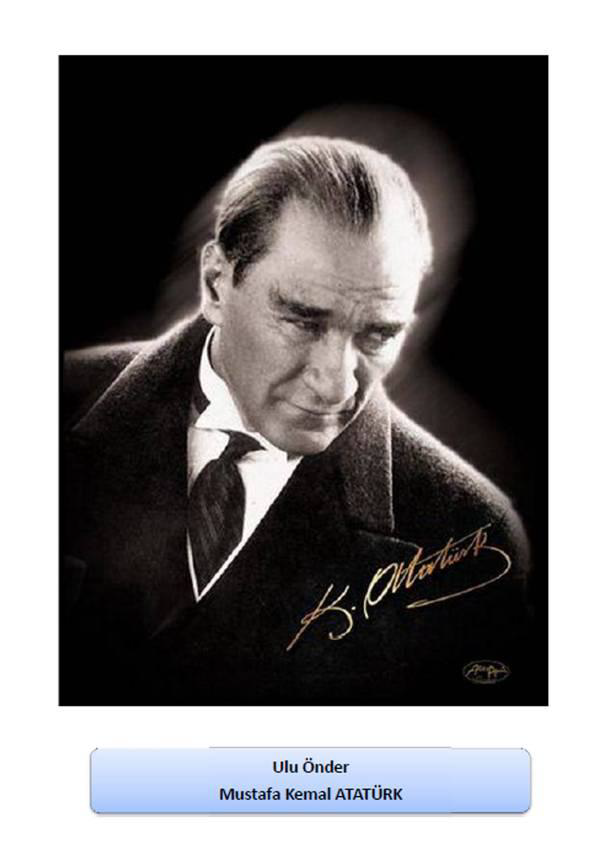 K. Atatürk
Ulu Önder
Mustafa Kemal ATATÜRK